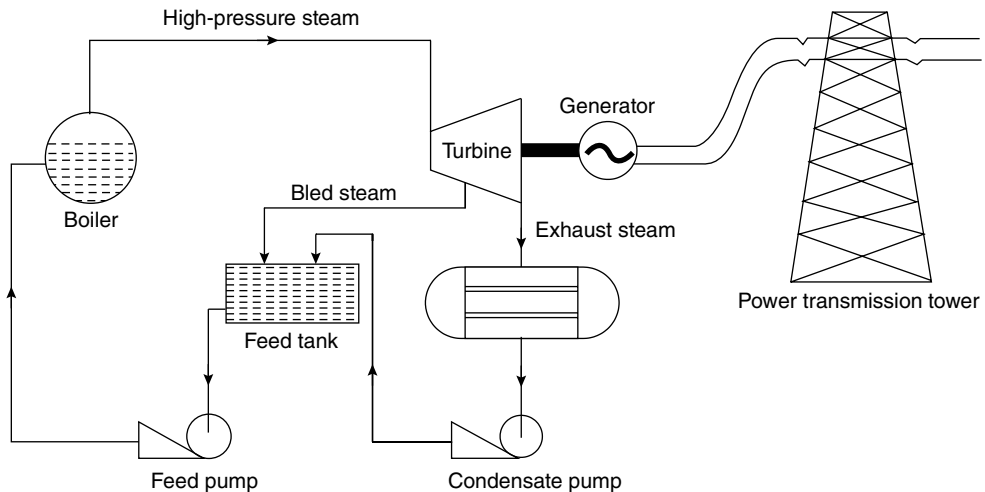 High-pressure steam
Generator
Turbine
Bled steam
Boiler
Exhaust steam
Power transmission tower
Feed tank
Feed pump
Condensate pump